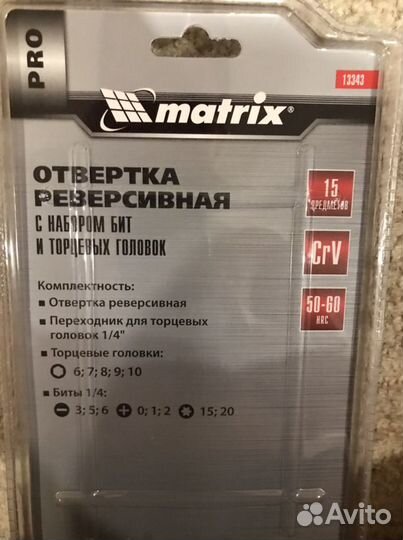 PRO
13343
matrix®
ОТВЕРТКА
РЕВЕРСИВНАЯ
С НАБОРОМ БИТ
И ТОРЦЕВЫХ ГОЛОВОК
15
ПРЕДМЕТОВ
CrV
50-60
HRC
Комплектность:
Отвертка реверсивная
Переходник для торцевых
головок 1/4"
Торцевые головки:
6; 7; 8; 9; 10
Биты 1/4:
3; 5; 6 0; 1; 2 15; 20
Avito